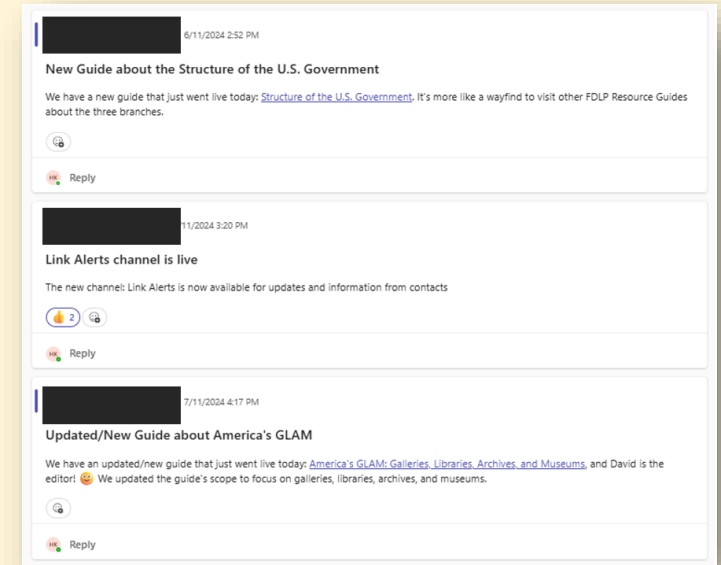 6/11/2024 2:52 PM
New Guide about the Structure of the U.S. Government
We have a new guide that just went live today: Structure of the U.S. Government. It's more like a wayfind to visit other FDLP Resource Guides
about the three branches.
HK Reply
/11/2024 3:20 PM
Link Alerts channel is live
The new channel: Link Alerts is now available for updates and information from contacts
2
HK Reply
7/11/2024 4:17 PM
Updated/New Guide about America's GLAM
We have an updated/new guide that just went live today: America's GLAM: Galleries, Libraries, Archives, and Museums, and David is the
editor! We updated the guide's scope to focus on galleries, libraries, archives, and museums.
HK Reply